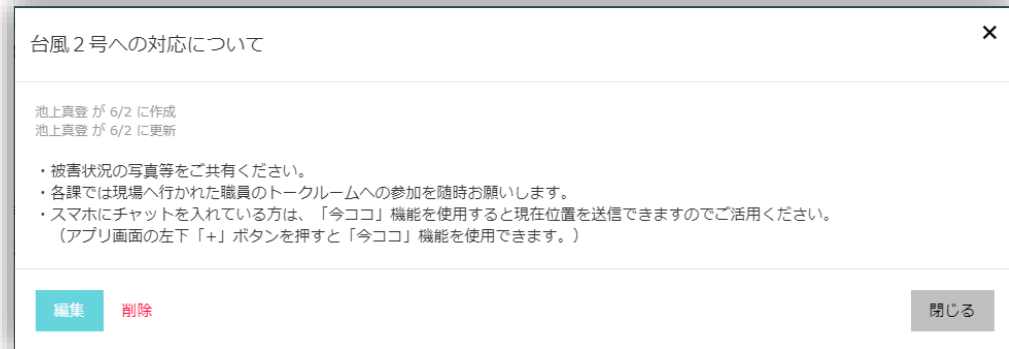 台風２号への対応について
×
池上真登 が 6/2 に作成
池上真登 が 6/2 に更新
・被害状況の写真等をご共有ください。
・各課では現場へ行かれた職員のトークルームへの参加を随時お願いします。
・スマホにチャットを入れている方は、「今ココ」機能を使用すると現在位置を送信できますのでご活用ください。
（アプリ画面の左下「+」ボタンを押すと「今ココ」機能を使用できます。）
編集 削除 閉じる